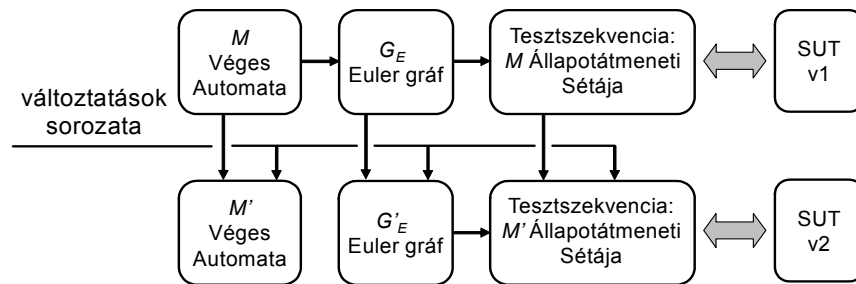 M
Véges
Automata
G_E
Euler gráf
Tesztszekvencia:
M Állapotátmeneti
Sétája
SUT
v1
változtatások
sorozata
M'
Véges
Automata
G'_E
Euler gráf
Tesztszekvencia:
M' Állapotátmeneti
Sétája
SUT
v2